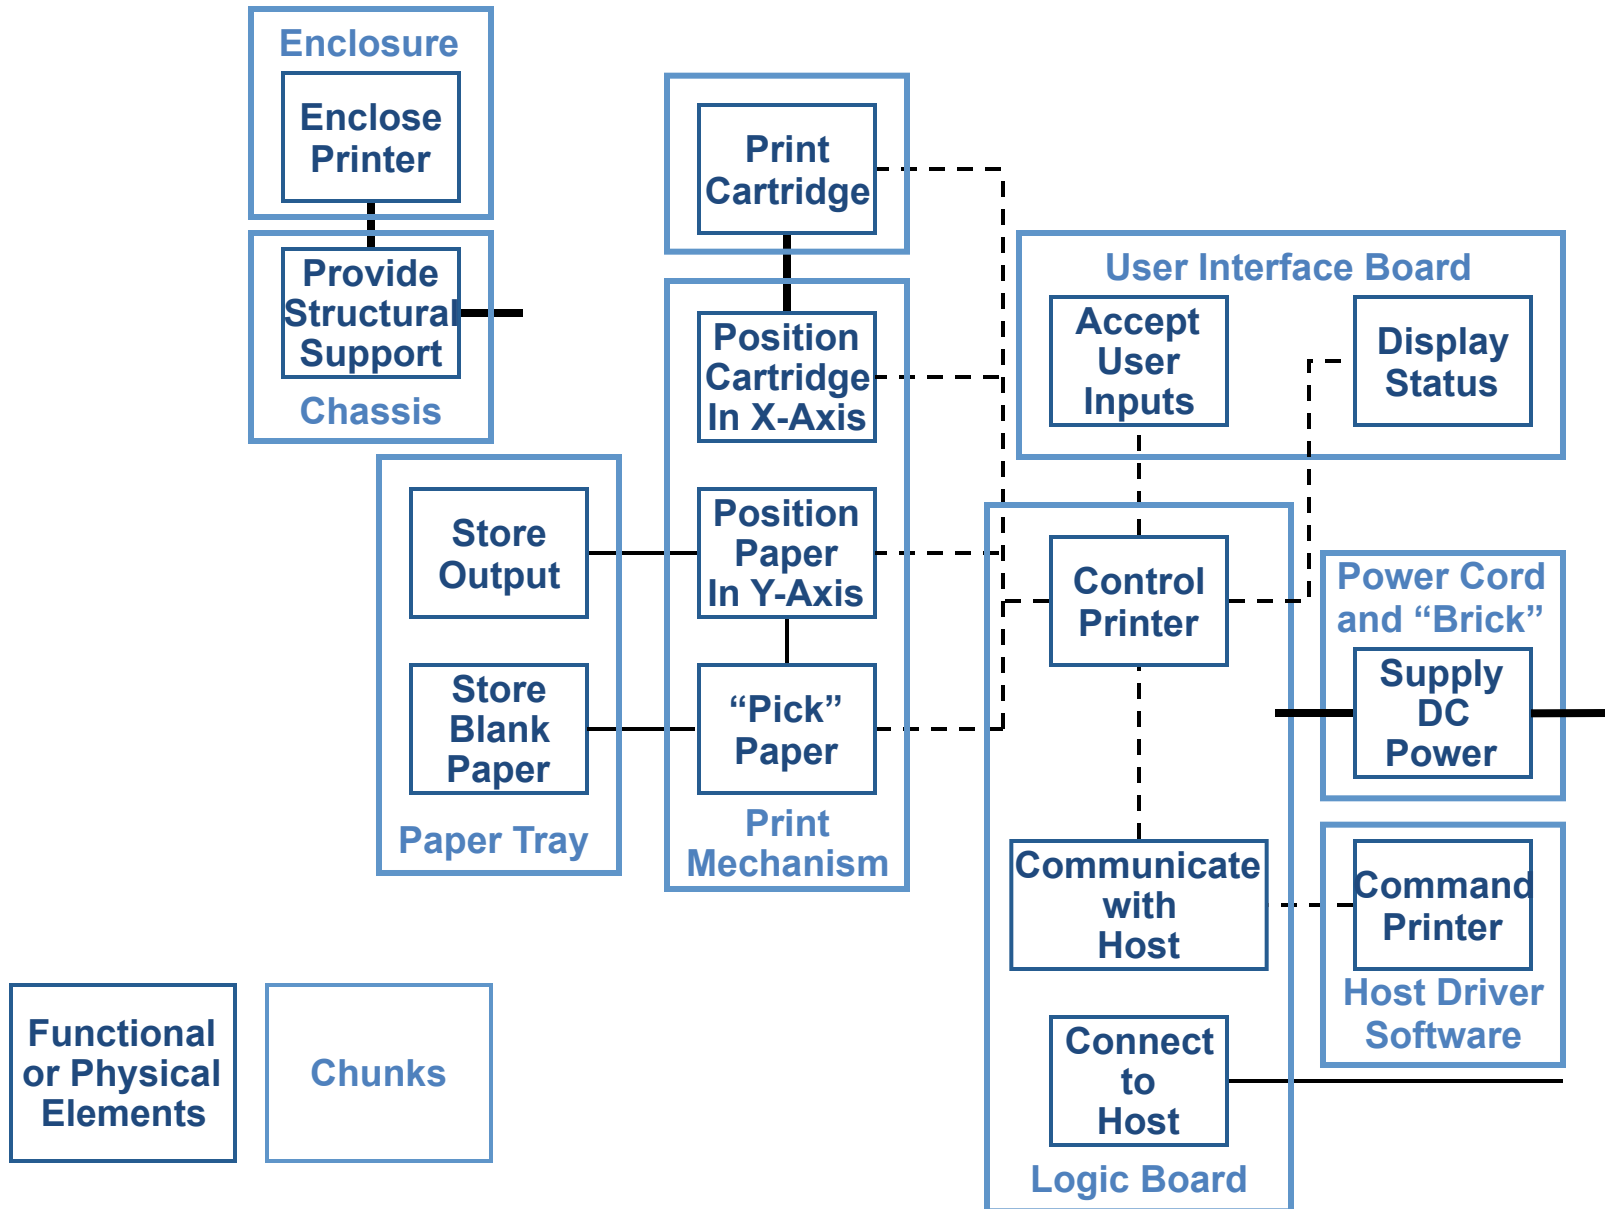 Enclosure
Enclose
Printer
Provide
Structural
Support
Chassis
Store
Output
Store
Blank
Paper
Paper Tray
Print
Cartridge
Position
Cartridge
In X-Axis
Position
Paper
In Y-Axis
“Pick”
Paper
Print
Mechanism
User Interface Board
Accept
User
Inputs
Display
Status
Control
Printer
Communicate
with
Host
Connect
to
Host
Logic Board
Power Cord
and “Brick”
Supply
DC
Power
Command
Printer
Host Driver
Software
Functional
or Physical
Elements
Chunks